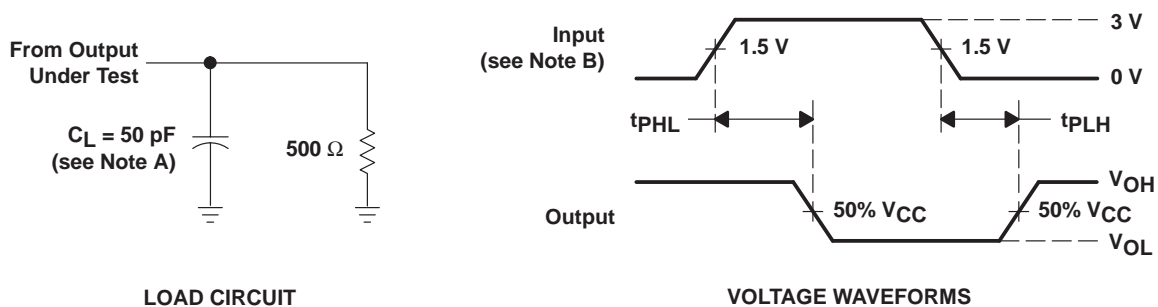 From Output
Under Test
CL = 50 pF
(see Note A)
500 Ω
LOAD CIRCUIT
Input
(see Note B)
1.5 V
1.5 V
3 V
0 V
tPHL
tPLH
Output
50% VCC
50% VCC
VOH
VOL
VOLTAGE WAVEFORMS